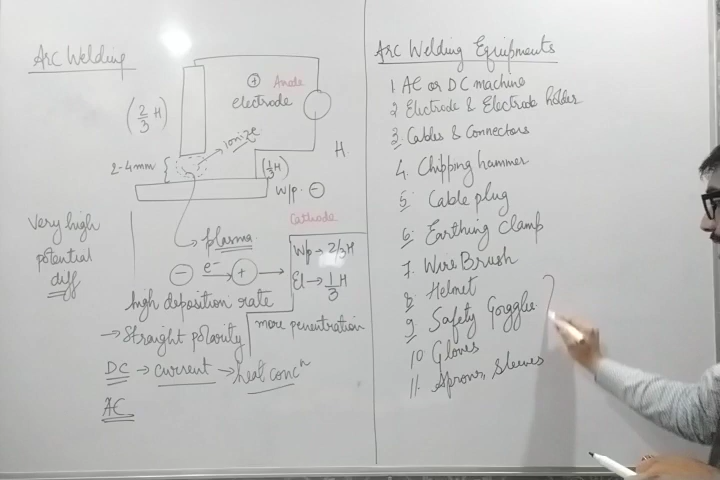 Arc Welding
(2/3 H)
⊕ Anode
electrode
ionize
2-4mm
(1/3 H)
H
W/p. ⊖
Cathode
Very high
potential
diff
plasma
⊖ e⁻ → ⊕ →
Wp → 2/3H
El → 1/3 H
high deposition rate
→ Straight polarity
more penentration
DC → current → heat concⁿ
AC
Arc Welding Equipments
1 AC or DC machine
2 Electrode & Electrode holder
3. Cables & Connectors
4. Chipping hammer
5. Cable plug
6. Earthing Clamp
7. Wire Brush
8. Helmet
9. Safety Goggle
10 Gloves
11. Aprons, Sleeves